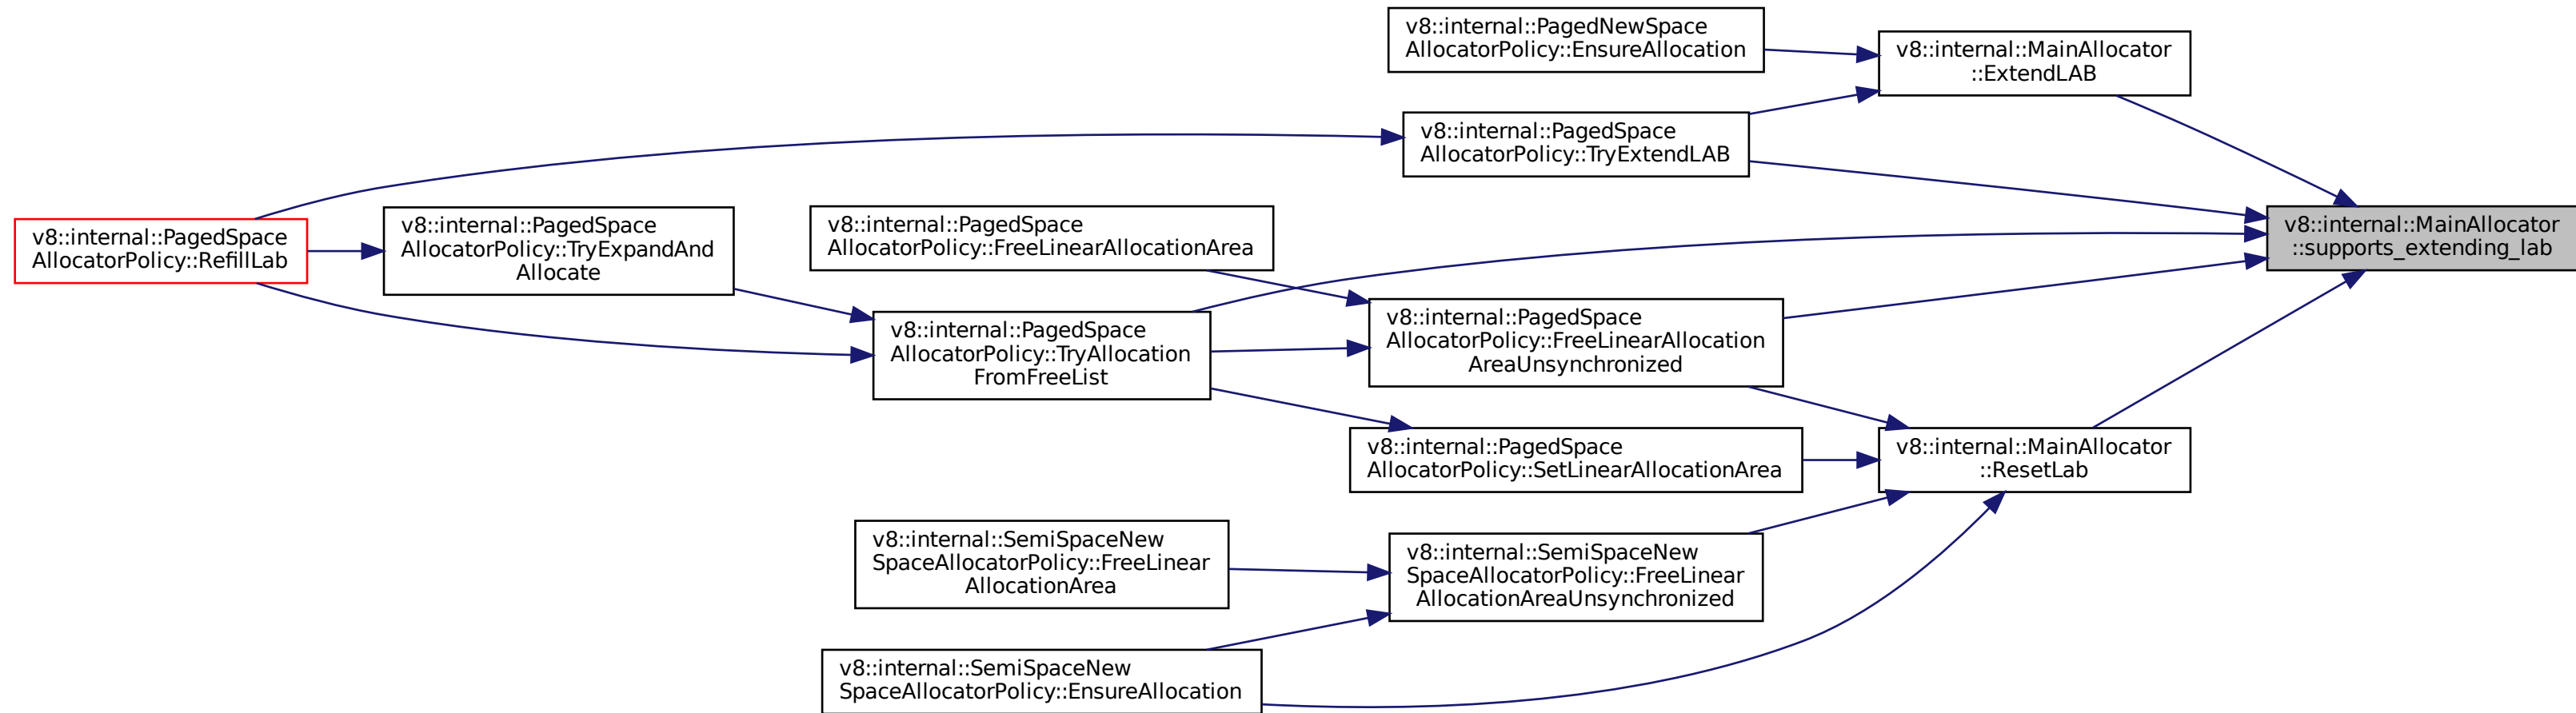 v8::internal::PagedNewSpace
AllocatorPolicy::EnsureAllocation
v8::internal::MainAllocator
::ExtendLAB
v8::internal::PagedSpace
AllocatorPolicy::TryExtendLAB
v8::internal::PagedSpace
AllocatorPolicy::RefillLab
v8::internal::PagedSpace
AllocatorPolicy::TryExpandAnd
Allocate
v8::internal::PagedSpace
AllocatorPolicy::FreeLinearAllocationArea
v8::internal::MainAllocator
::supports_extending_lab
v8::internal::PagedSpace
AllocatorPolicy::TryAllocation
FromFreeList
v8::internal::PagedSpace
AllocatorPolicy::FreeLinearAllocation
AreaUnsynchronized
v8::internal::PagedSpace
AllocatorPolicy::SetLinearAllocationArea
v8::internal::MainAllocator
::ResetLab
v8::internal::SemiSpaceNew
SpaceAllocatorPolicy::FreeLinear
AllocationArea
v8::internal::SemiSpaceNew
SpaceAllocatorPolicy::FreeLinear
AllocationAreaUnsynchronized
v8::internal::SemiSpaceNew
SpaceAllocatorPolicy::EnsureAllocation